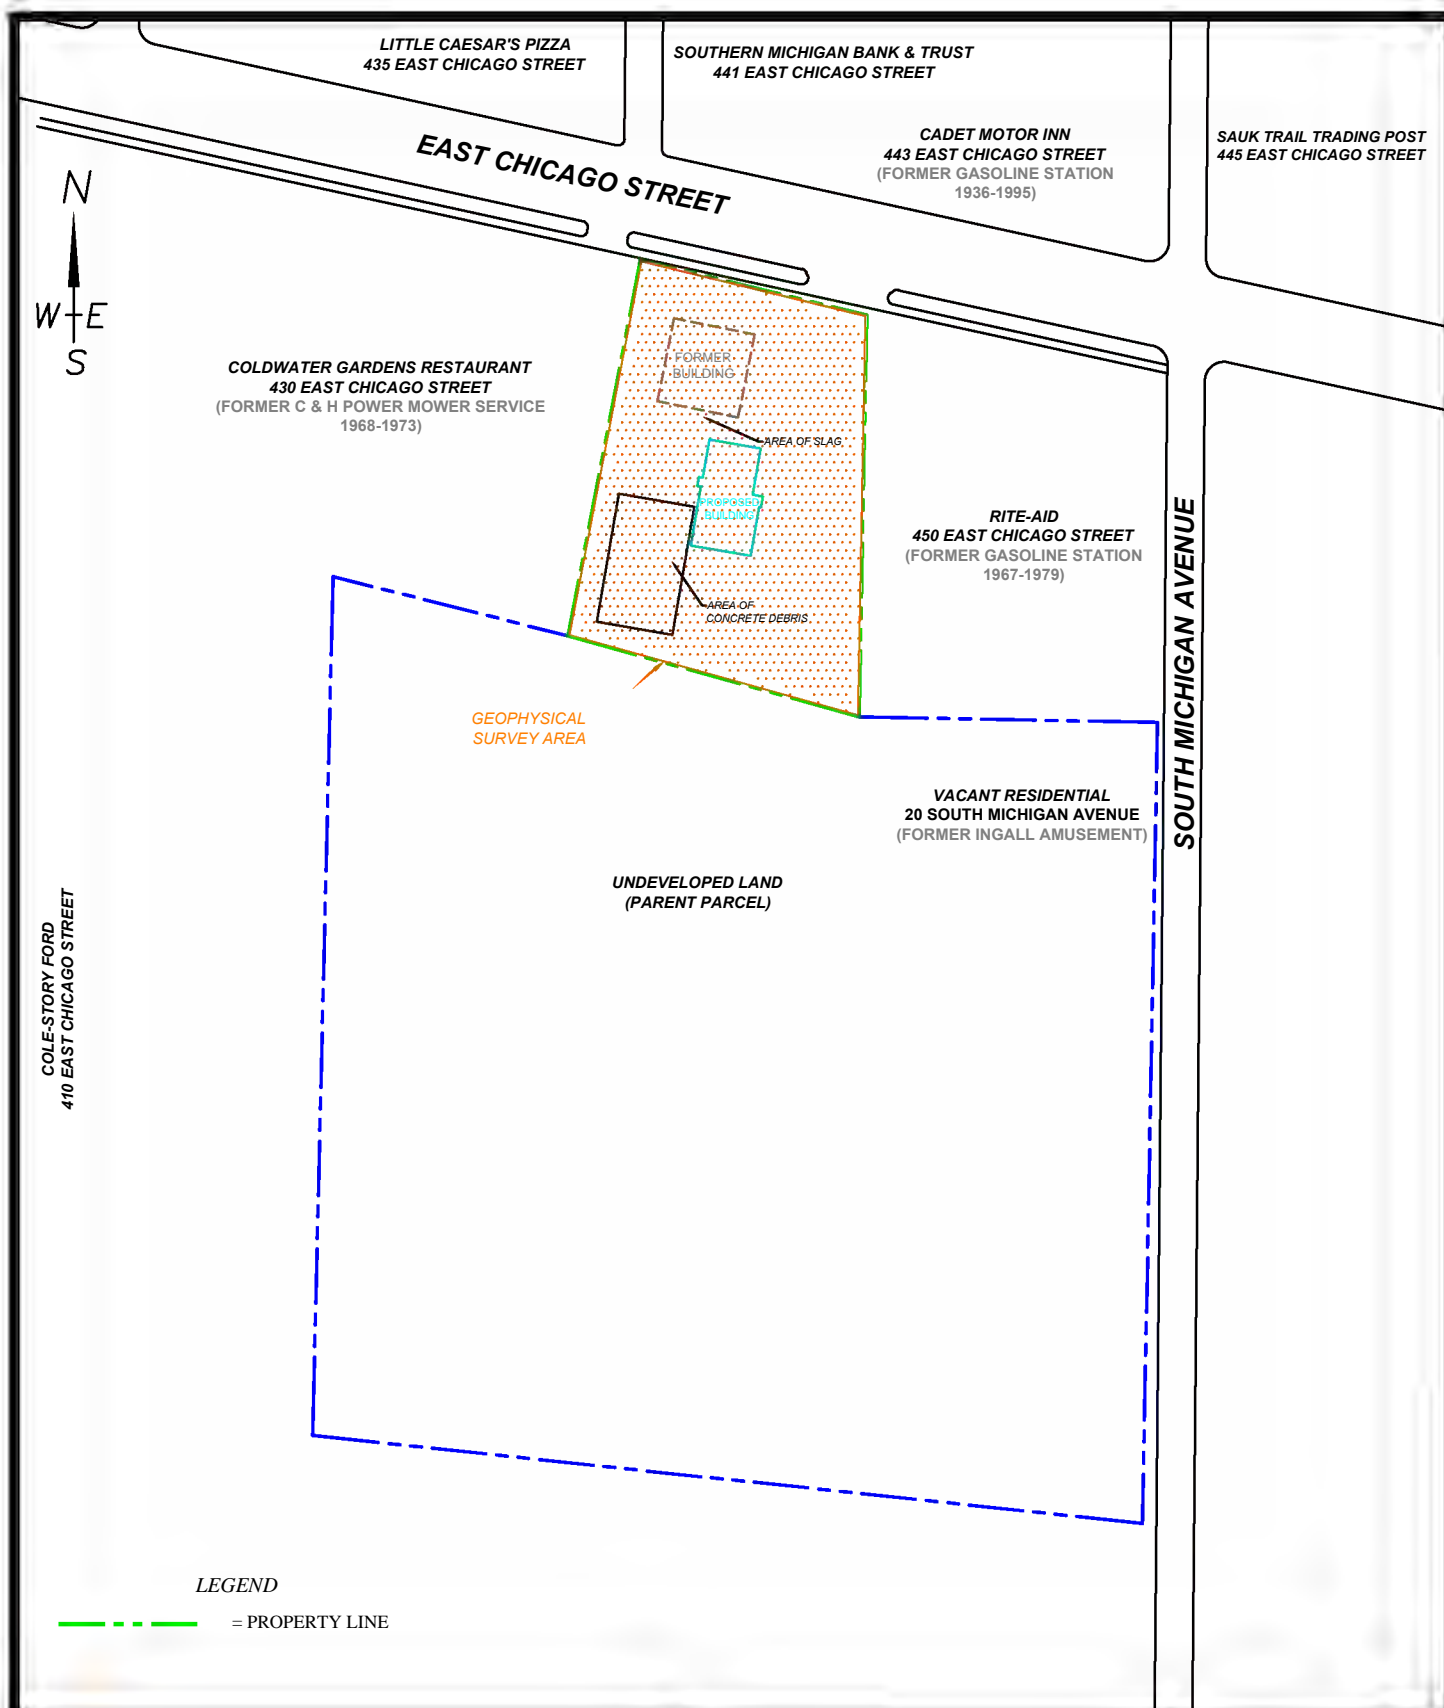 LITTLE CAESAR'S PIZZA
435 EAST CHICAGO STREET
SOUTHERN MICHIGAN BANK & TRUST
441 EAST CHICAGO STREET
CADET MOTOR INN
443 EAST CHICAGO STREET
(FORMER GASOLINE STATION
1936-1995)
SAUK TRAIL TRADING POST
445 EAST CHICAGO STREET
EAST CHICAGO STREET
N
W E
S
COLDWATER GARDENS RESTAURANT
430 EAST CHICAGO STREET
(FORMER C & H POWER MOWER SERVICE
1968-1973)
FORMER
BUILDING
AREA OF SLAG
PROPOSED
BUILDING
AREA OF
CONCRETE DEBRIS
RITE-AID
450 EAST CHICAGO STREET
(FORMER GASOLINE STATION
1967-1979)
SOUTH MICHIGAN AVENUE
GEOPHYSICAL
SURVEY AREA
VACANT RESIDENTIAL
20 SOUTH MICHIGAN AVENUE
(FORMER INGALL AMUSEMENT)
UNDEVELOPED LAND
(PARENT PARCEL)
COLE-STORY FORD
410 EAST CHICAGO STREET
LEGEND
= PROPERTY LINE